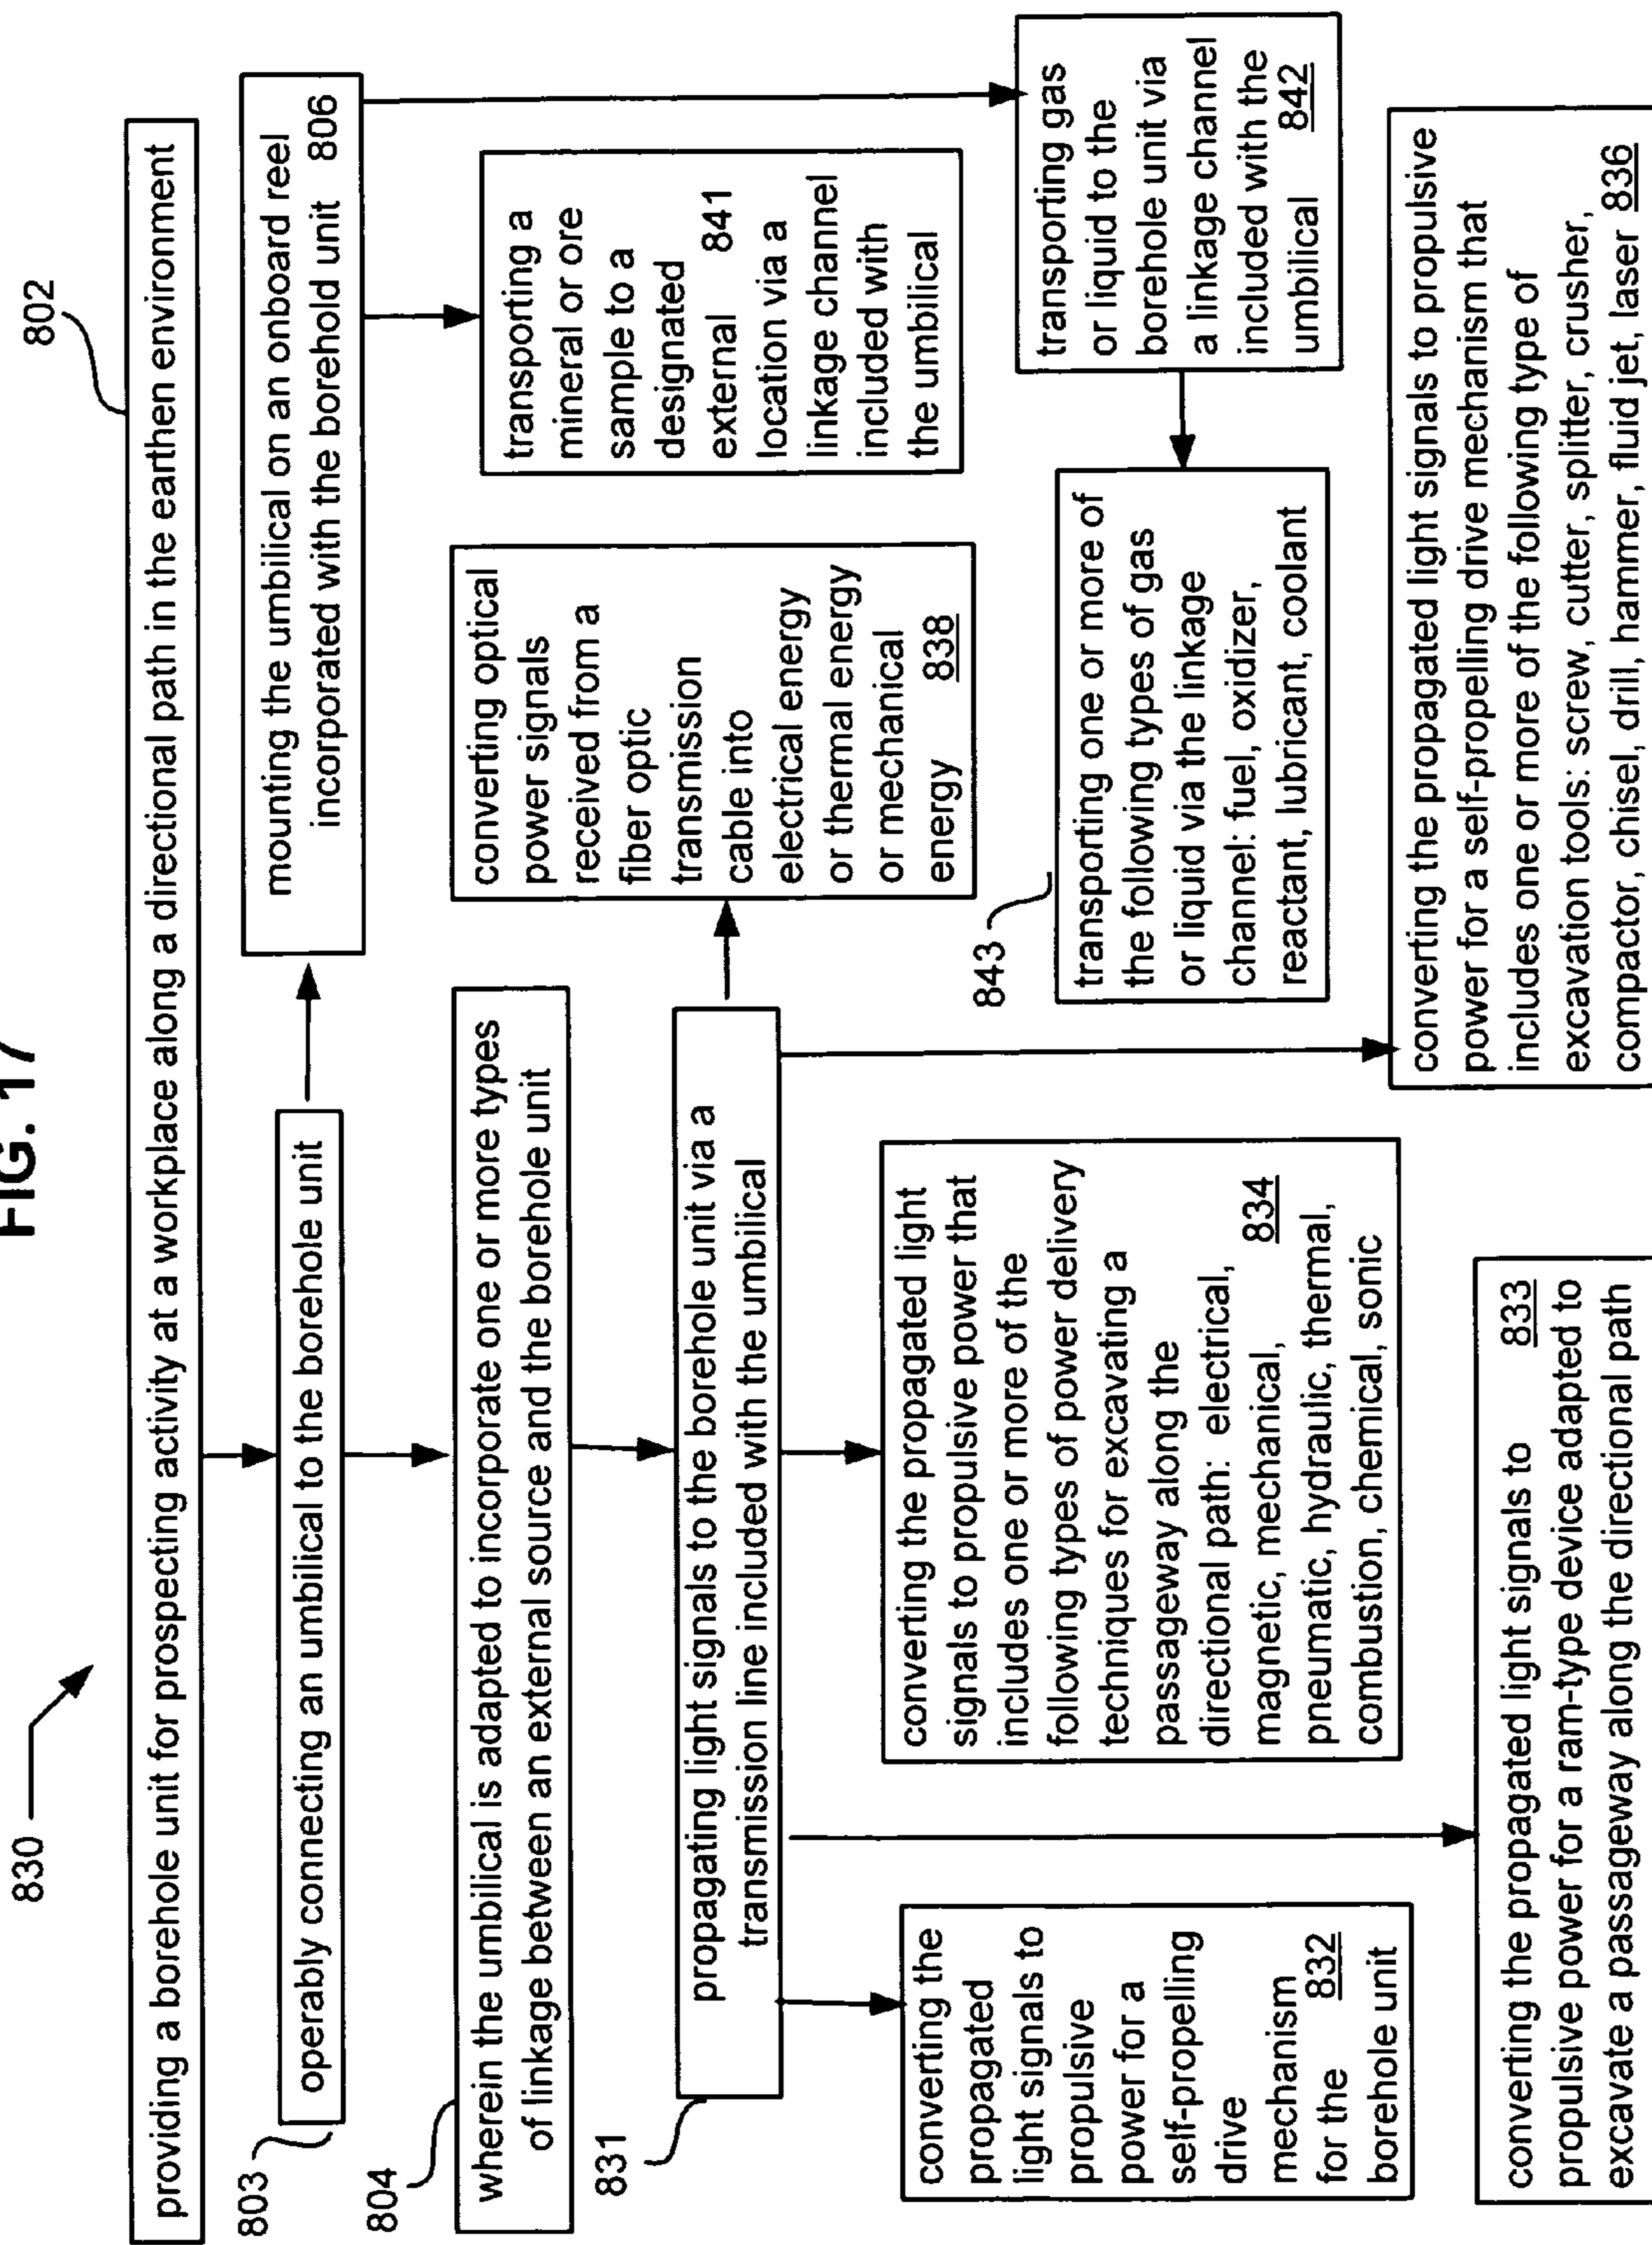 FIG. 17
830
802
providing a borehole unit for prospecting activity at a workplace along a directional path in the earthen environment
803
operably connecting an umbilical to the borehole unit
mounting the umbilical on an onboard reel
incorporated with the borehold unit 806
804
wherein the umbilical is adapted to incorporate one or more types
of linkage between an external source and the borehole unit
transporting a
mineral or ore
sample to a
designated
external 841
location via a
linkage channel
included with
the umbilical
831
propagating light signals to the borehole unit via a
transmission line included with the umbilical
converting optical
power signals
received from a
fiber optic
transmission
cable into
electrical energy
or thermal energy
or mechanical
energy 838
transporting gas
or liquid to the
borehole unit via
a linkage channel
included with the
umbilical 842
843
transporting one or more of
the following types of gas
or liquid via the linkage
channel: fuel, oxidizer,
reactant, lubricant, coolant
converting the
propagated
light signals to
propulsive
power for a
self-propelling
drive
mechanism
for the 832
borehole unit
converting the propagated light
signals to propulsive power that
includes one or more of the
following types of power delivery
techniques for excavating a
passageway along the
directional path: electrical,
magnetic, mechanical, 834
pneumatic, hydraulic, thermal,
combustion, chemical, sonic
converting the propagated light signals to propulsive
power for a self-propelling drive mechanism that
includes one or more of the following type of
excavation tools: screw, cutter, splitter, crusher,
compactor, chisel, drill, hammer, fluid jet, laser 836
converting the propagated light signals to 833
propulsive power for a ram-type device adapted to
excavate a passageway along the directional path